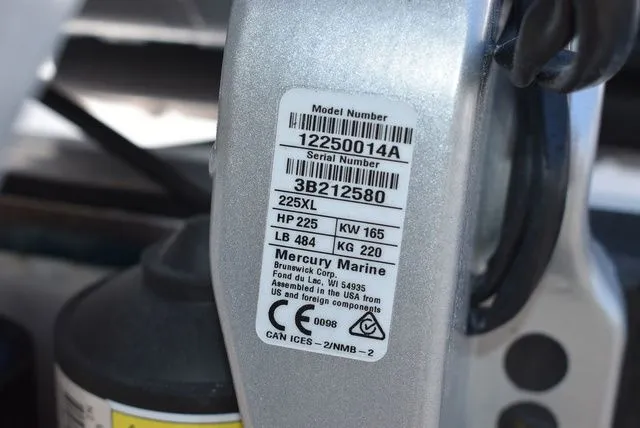 Model Number
12250014A
Serial Number
3B212580
225XL
HP 225 KW 165
LB 484 KG 220
Mercury Marine
Brunswick Corp.
Fond du Lac, WI 54935
Assembled in the USA from
US and foreign components
CE 0098
CAN ICES-2/NMB-2